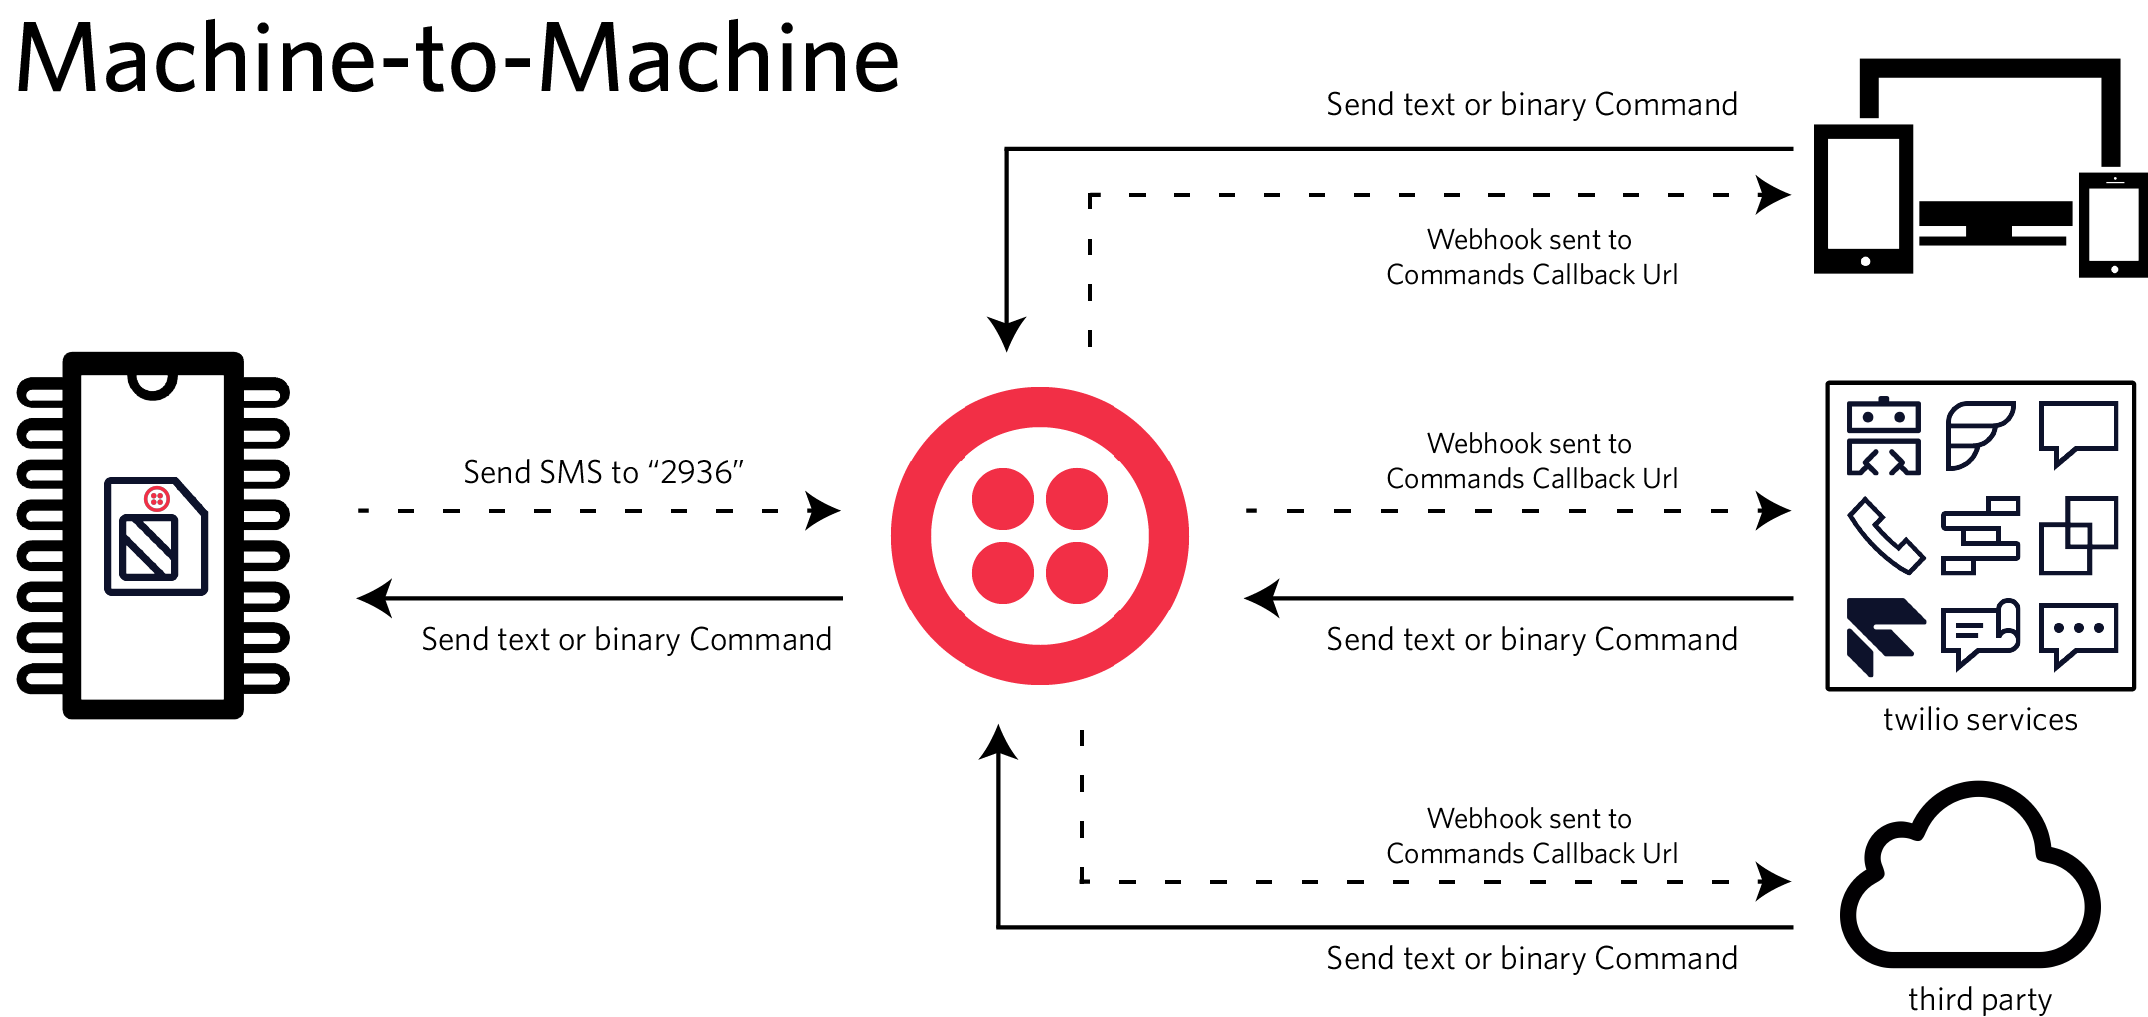 Machine-to-Machine
Send text or binary Command
Webhook sent to
Commands Callback Url
Send SMS to “2936”
Send text or binary Command
Webhook sent to
Commands Callback Url
Send text or binary Command
twilio services
Webhook sent to
Commands Callback Url
Send text or binary Command
third party